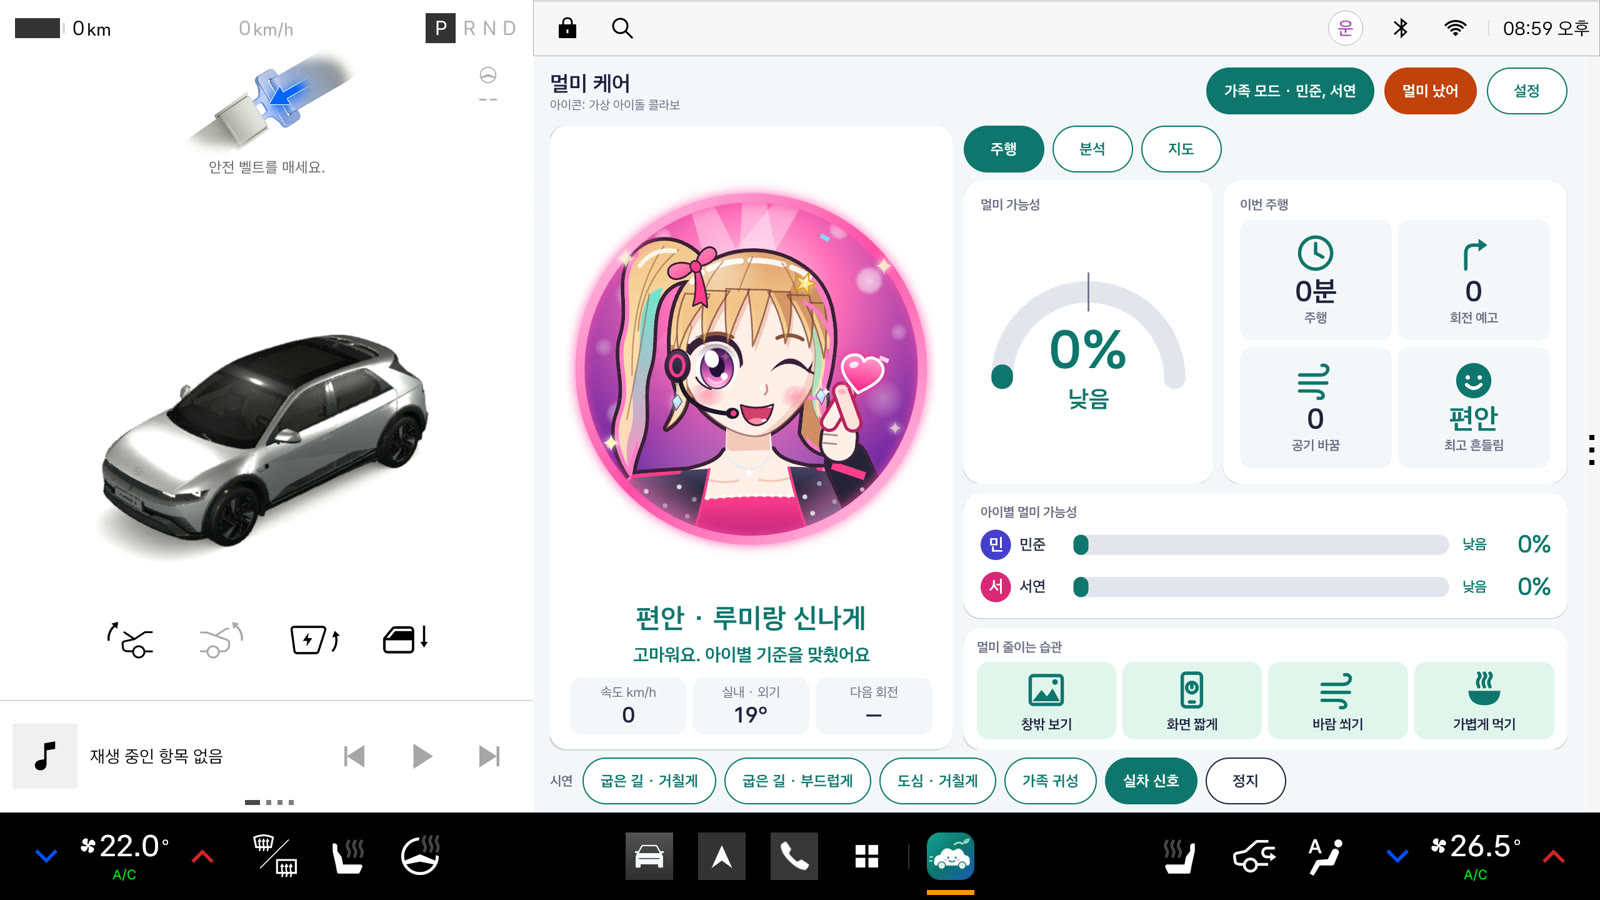 0 km
0 km/h
P R N D
--
안전 벨트를 매세요.
재생 중인 항목 없음
운
08:59 오후
멀미 케어
아이콘: 가상 아이돌 콜라보
가족 모드 · 민준, 서연
멀미 났어
설정
주행
분석
지도
편안 · 루미랑 신나게
고마워요. 아이별 기준을 맞췄어요
속도 km/h
0
실내 · 외기
19°
다음 회전
—
멀미 가능성
0%
낮음
이번 주행
0분
주행
0
회전 예고
0
공기 바꿈
편안
최고 흔들림
아이별 멀미 가능성
민 민준 낮음 0%
서 서연 낮음 0%
멀미 줄이는 습관
창밖 보기
화면 짧게
바람 쐬기
가볍게 먹기
시연
굽은 길 · 거칠게
굽은 길 · 부드럽게
도심 · 거칠게
가족 귀성
실차 신호
정지
22.0°
A/C
A
26.5°
A/C